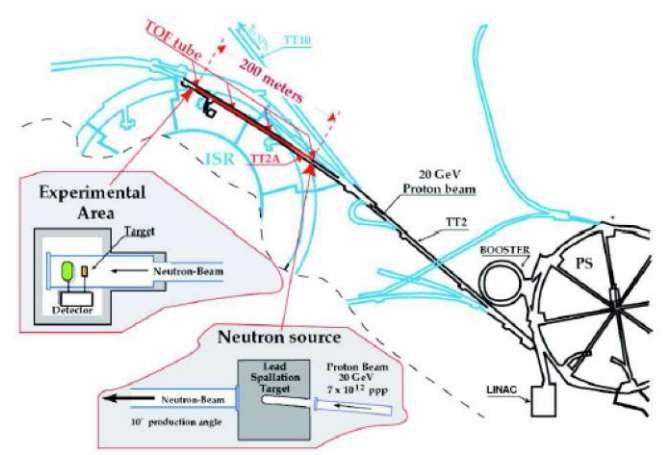 TOF tube
to SPS
TT10
200 meters
ISR
TT2A
20 GeV
Proton beam
TT2
BOOSTER
PS
LINAC
Experimental
Area
Target
Neutron-Beam
Detector
Neutron source
Lead
Spallation
Target
Proton Beam
20 GeV
7 x 10¹² ppp
Neutron-Beam
10° production angle